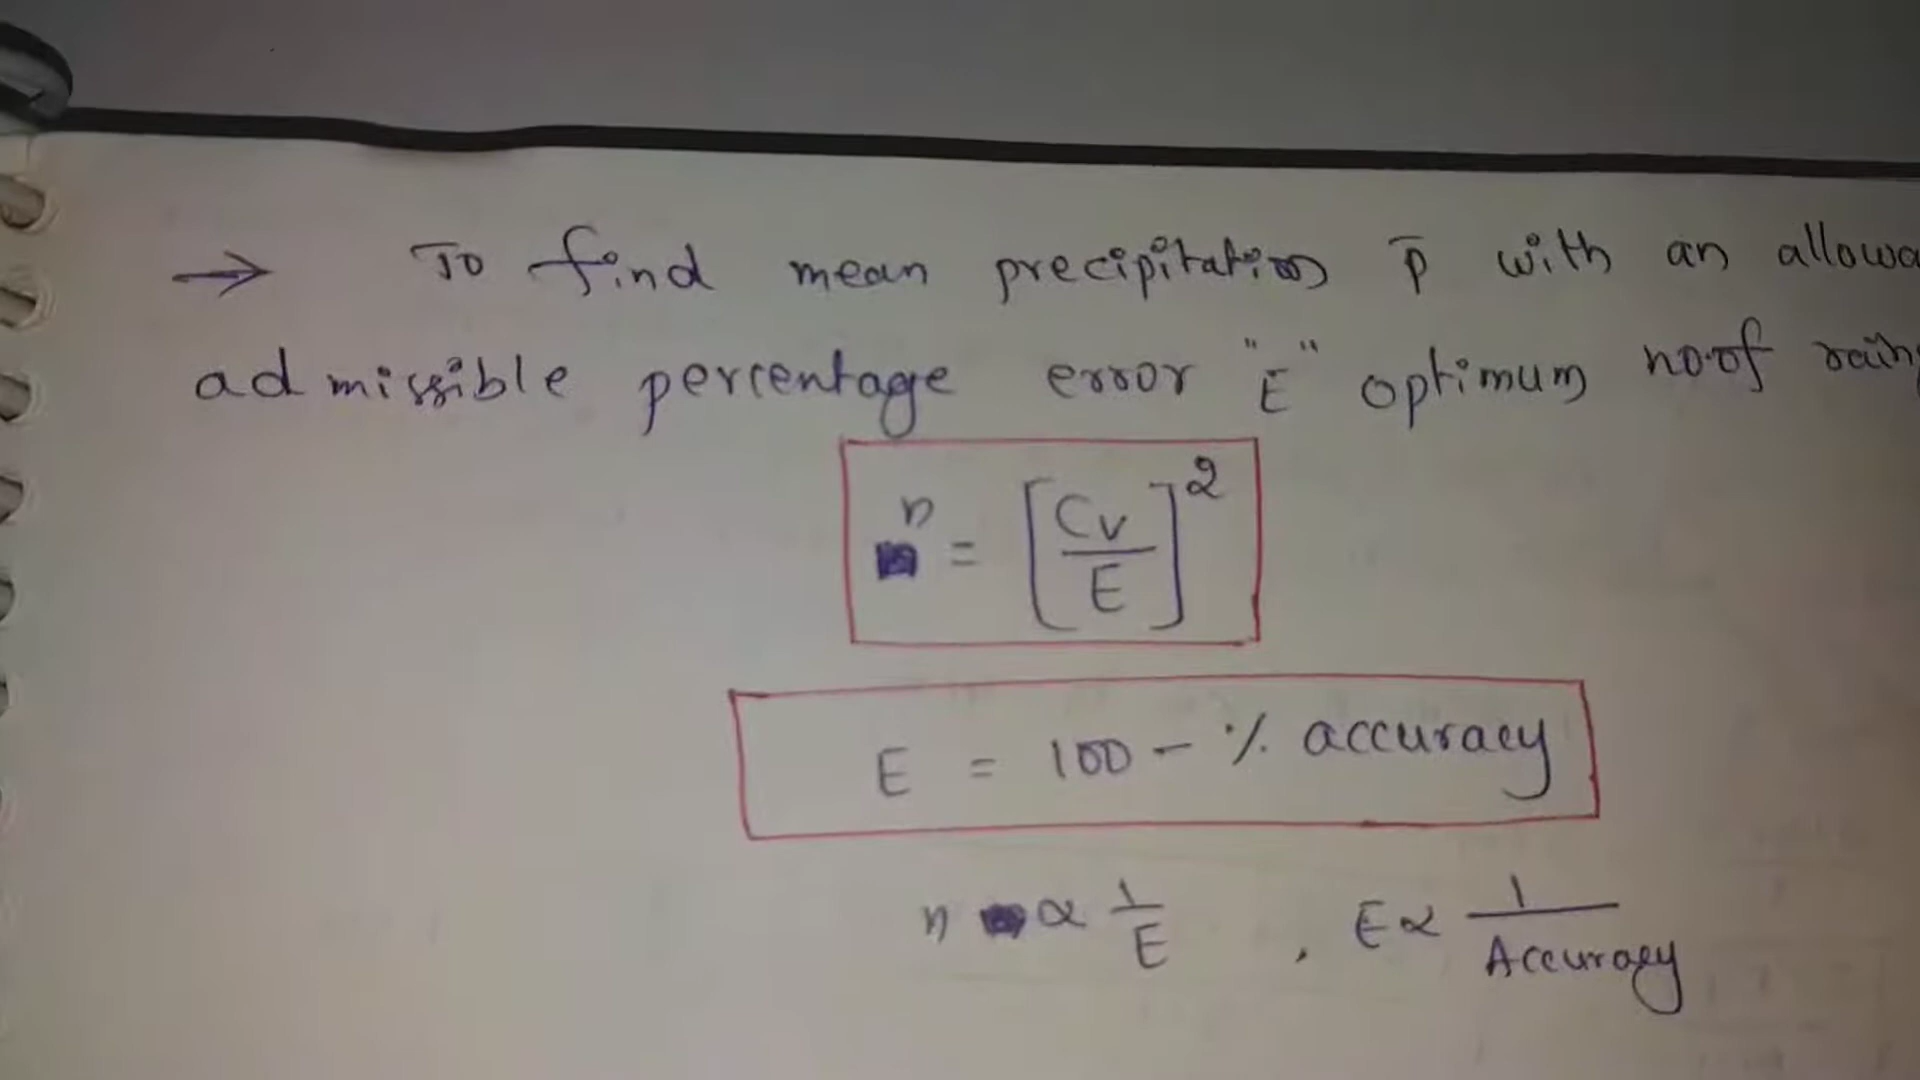 → To find mean precipitation P̄ with an allowa
admissible percentage error "E" optimum no.of rain
n = [Cv/E]²
E = 100 - % accuracy
n ∝ 1/E , E ∝ 1/Accuracy